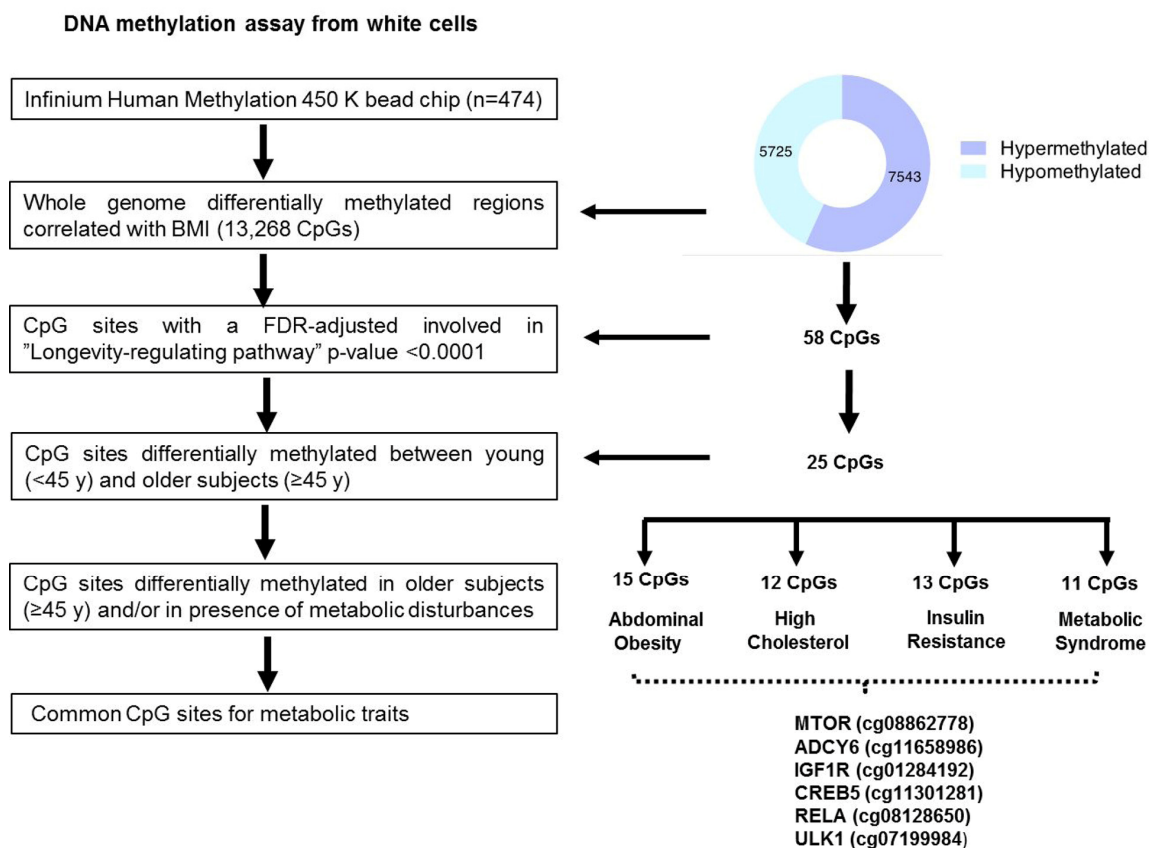 DNA methylation assay from white cells
Infinium Human Methylation 450 K bead chip (n=474)
Whole genome differentially methylated regions
correlated with BMI (13,268 CpGs)
CpG sites with a FDR-adjusted involved in
”Longevity-regulating pathway” p-value <0.0001
CpG sites differentially methylated between young
(<45 y) and older subjects (≥45 y)
CpG sites differentially methylated in older subjects
(≥45 y) and/or in presence of metabolic disturbances
Common CpG sites for metabolic traits
5725
7543
Hypermethylated
Hypomethylated
58 CpGs
25 CpGs
15 CpGs
Abdominal
Obesity
12 CpGs
High
Cholesterol
13 CpGs
Insulin
Resistance
11 CpGs
Metabolic
Syndrome
MTOR (cg08862778)
ADCY6 (cg11658986)
IGF1R (cg01284192)
CREB5 (cg11301281)
RELA (cg08128650)
ULK1 (cg07199984)